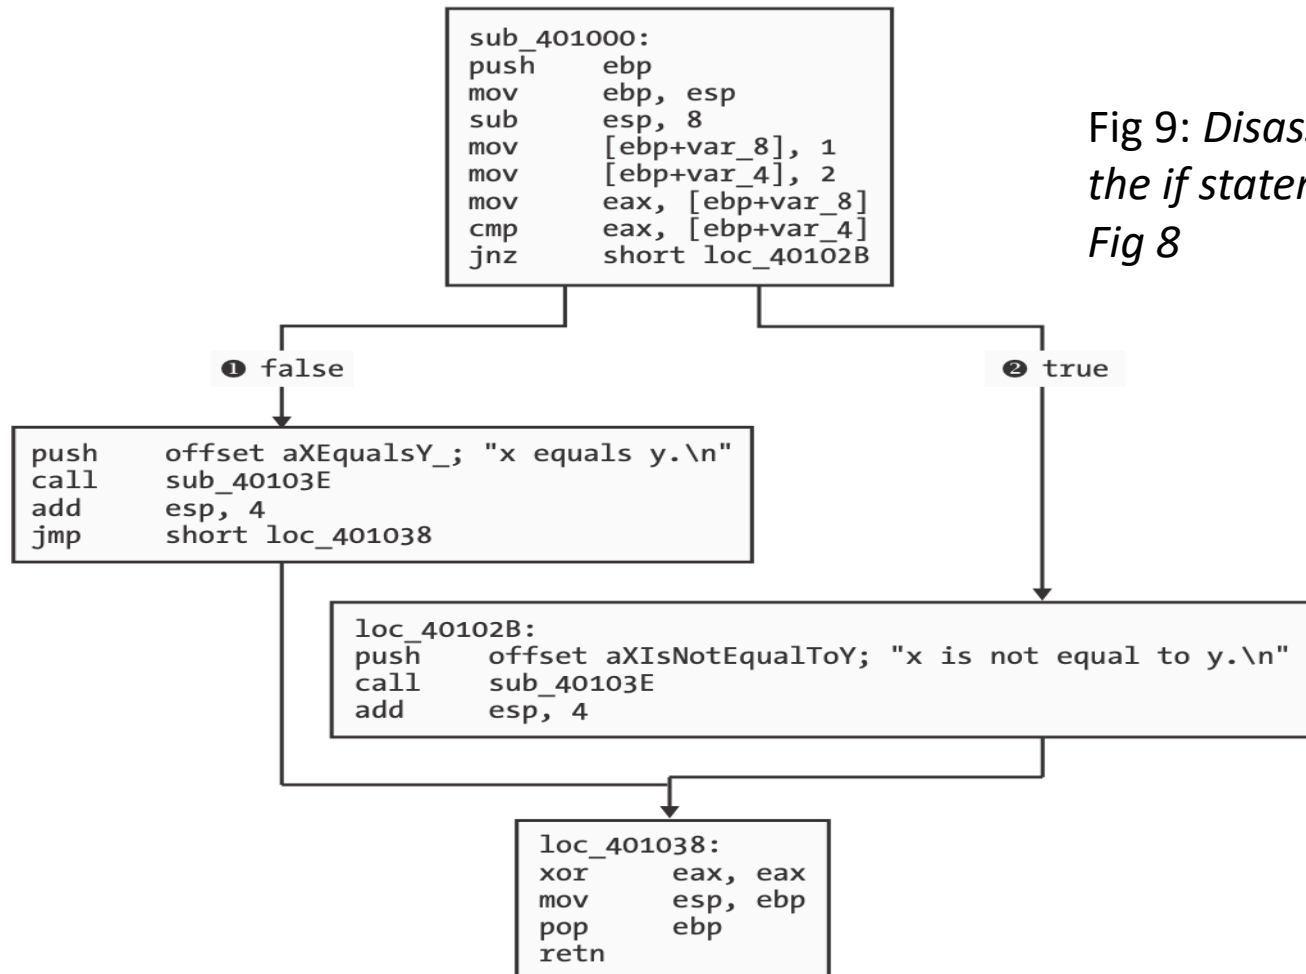 sub_401000:
push ebp
mov ebp, esp
sub esp, 8
mov [ebp+var_8], 1
mov [ebp+var_4], 2
mov eax, [ebp+var_8]
cmp eax, [ebp+var_4]
jnz short loc_40102B
Fig 9: Disas
the if state
Fig 8
❶ false
❷ true
push offset aXEqualsY_; "x equals y.\n"
call sub_40103E
add esp, 4
jmp short loc_401038
loc_40102B:
push offset aXIsNotEqualToY; "x is not equal to y.\n"
call sub_40103E
add esp, 4
loc_401038:
xor eax, eax
mov esp, ebp
pop ebp
retn